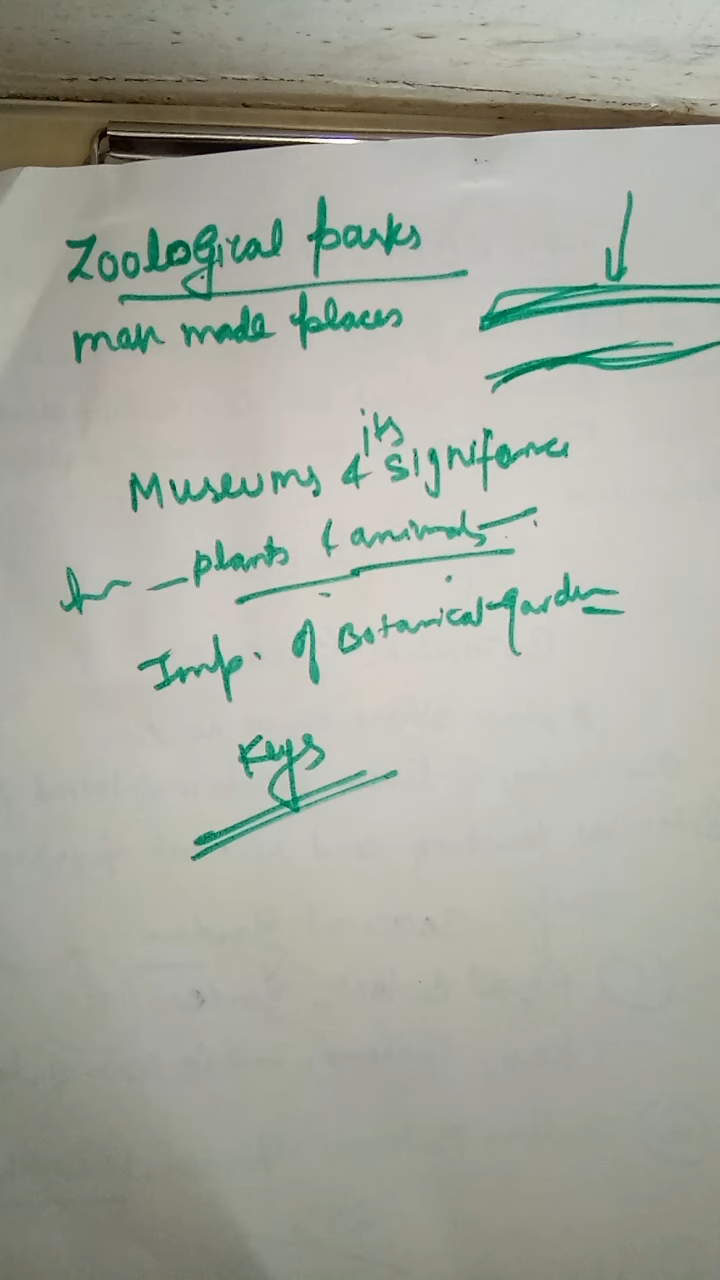 Zoological parks
man made places
Museums & its Signifance
plants & animals
Imp. of Botanical garden
Keys